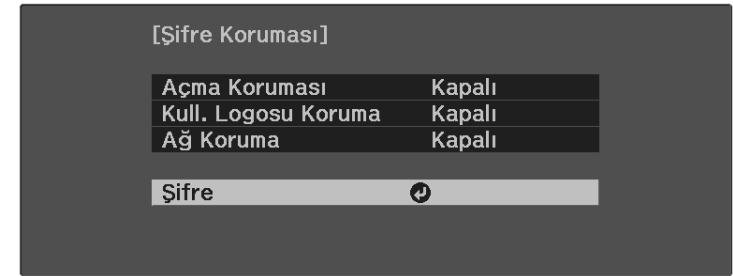 [Şifre Koruması]
Açma Koruması Kapalı
Kull. Logosu Koruma Kapalı
Ağ Koruma Kapalı
Şifre